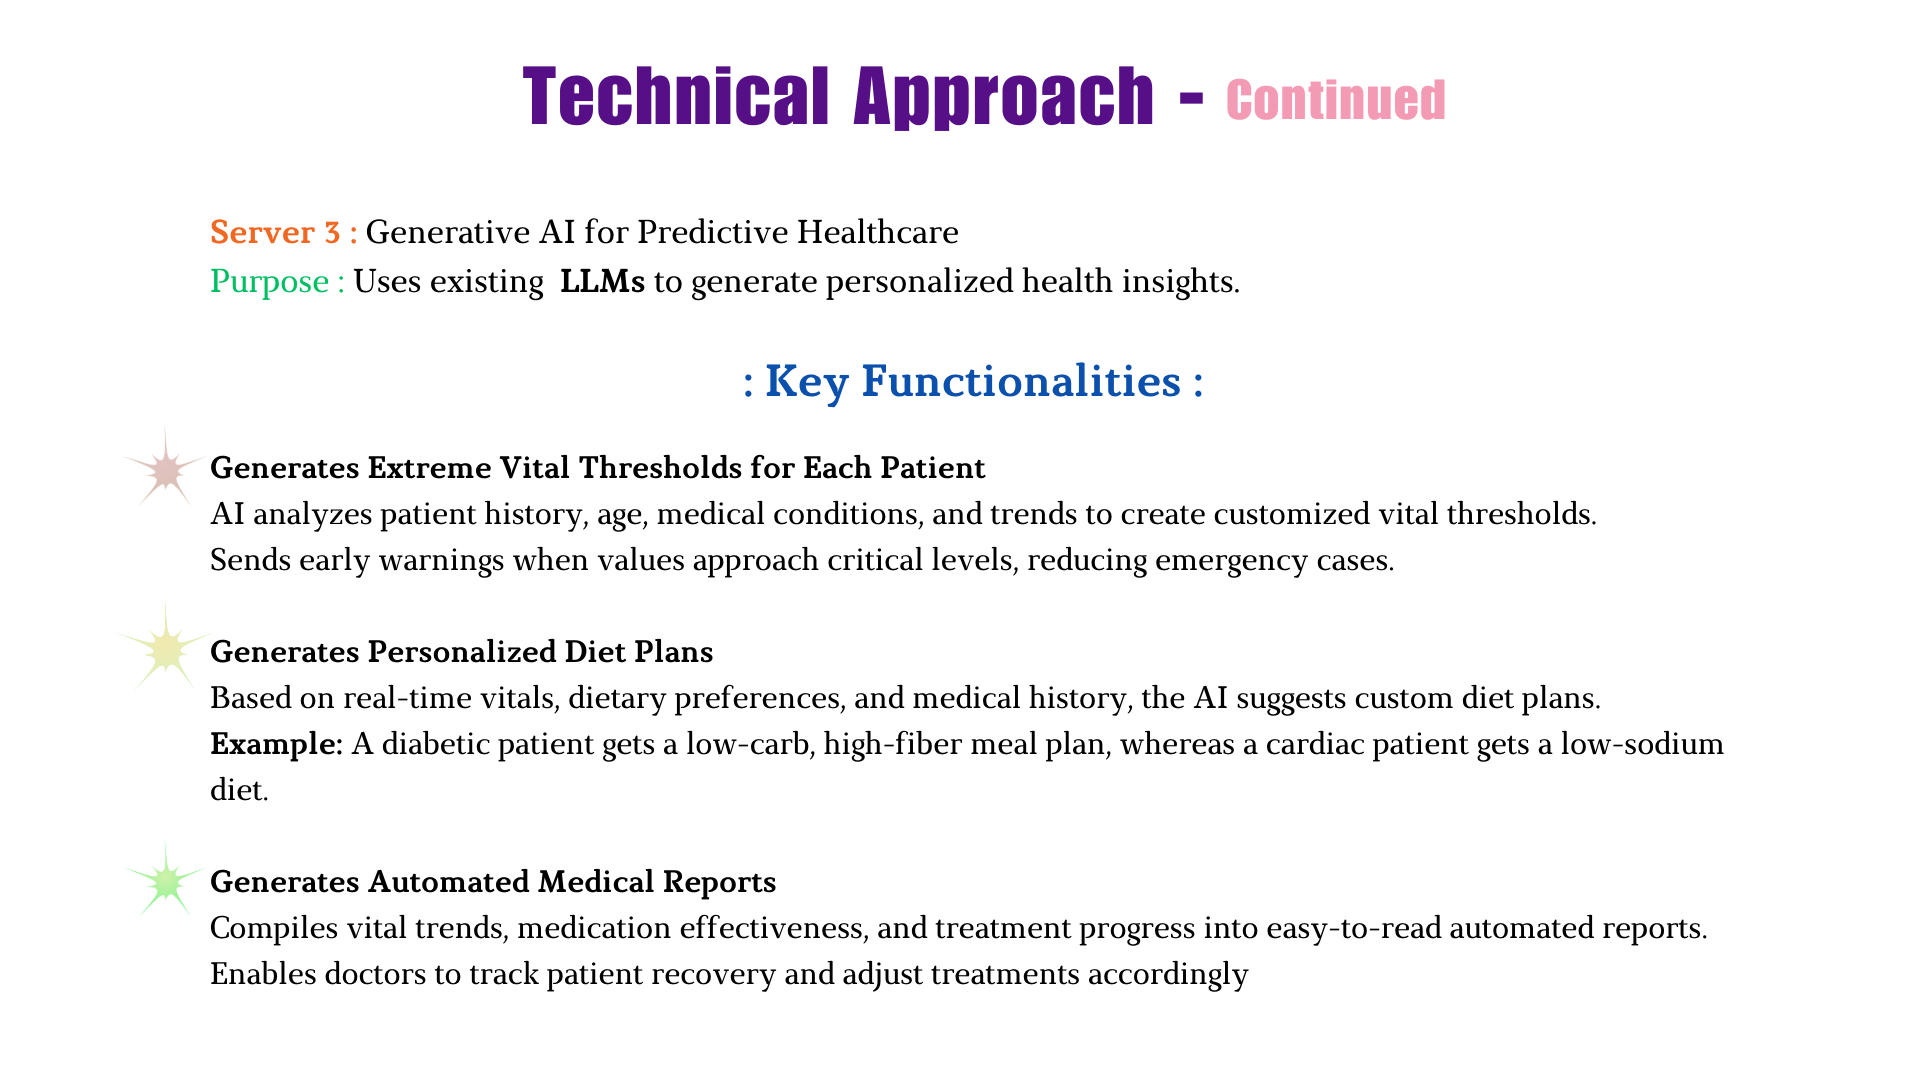 Technical Approach - Continued
Server 3 : Generative AI for Predictive Healthcare
Purpose : Uses existing LLMs to generate personalized health insights.
: Key Functionalities :
Generates Extreme Vital Thresholds for Each Patient
AI analyzes patient history, age, medical conditions, and trends to create customized vital thresholds.
Sends early warnings when values approach critical levels, reducing emergency cases.
Generates Personalized Diet Plans
Based on real-time vitals, dietary preferences, and medical history, the AI suggests custom diet plans.
Example: A diabetic patient gets a low-carb, high-fiber meal plan, whereas a cardiac patient gets a low-sodium
diet.
Generates Automated Medical Reports
Compiles vital trends, medication effectiveness, and treatment progress into easy-to-read automated reports.
Enables doctors to track patient recovery and adjust treatments accordingly